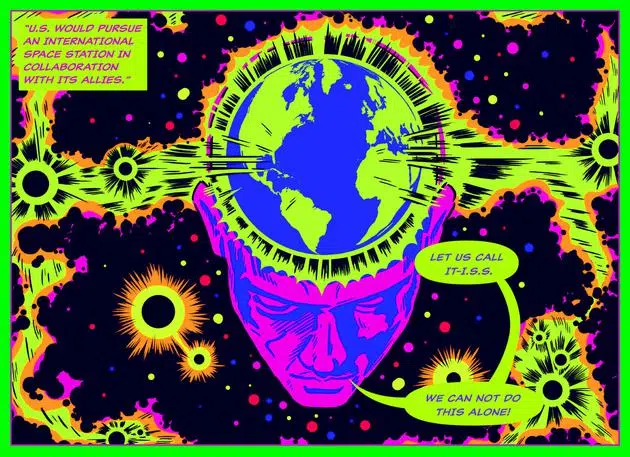 "U.S. WOULD PURSUE
AN INTERNATIONAL
SPACE STATION IN
COLLABORATION
WITH ITS ALLIES."
LET US CALL
IT-I.S.S.
WE CAN NOT DO
THIS ALONE!